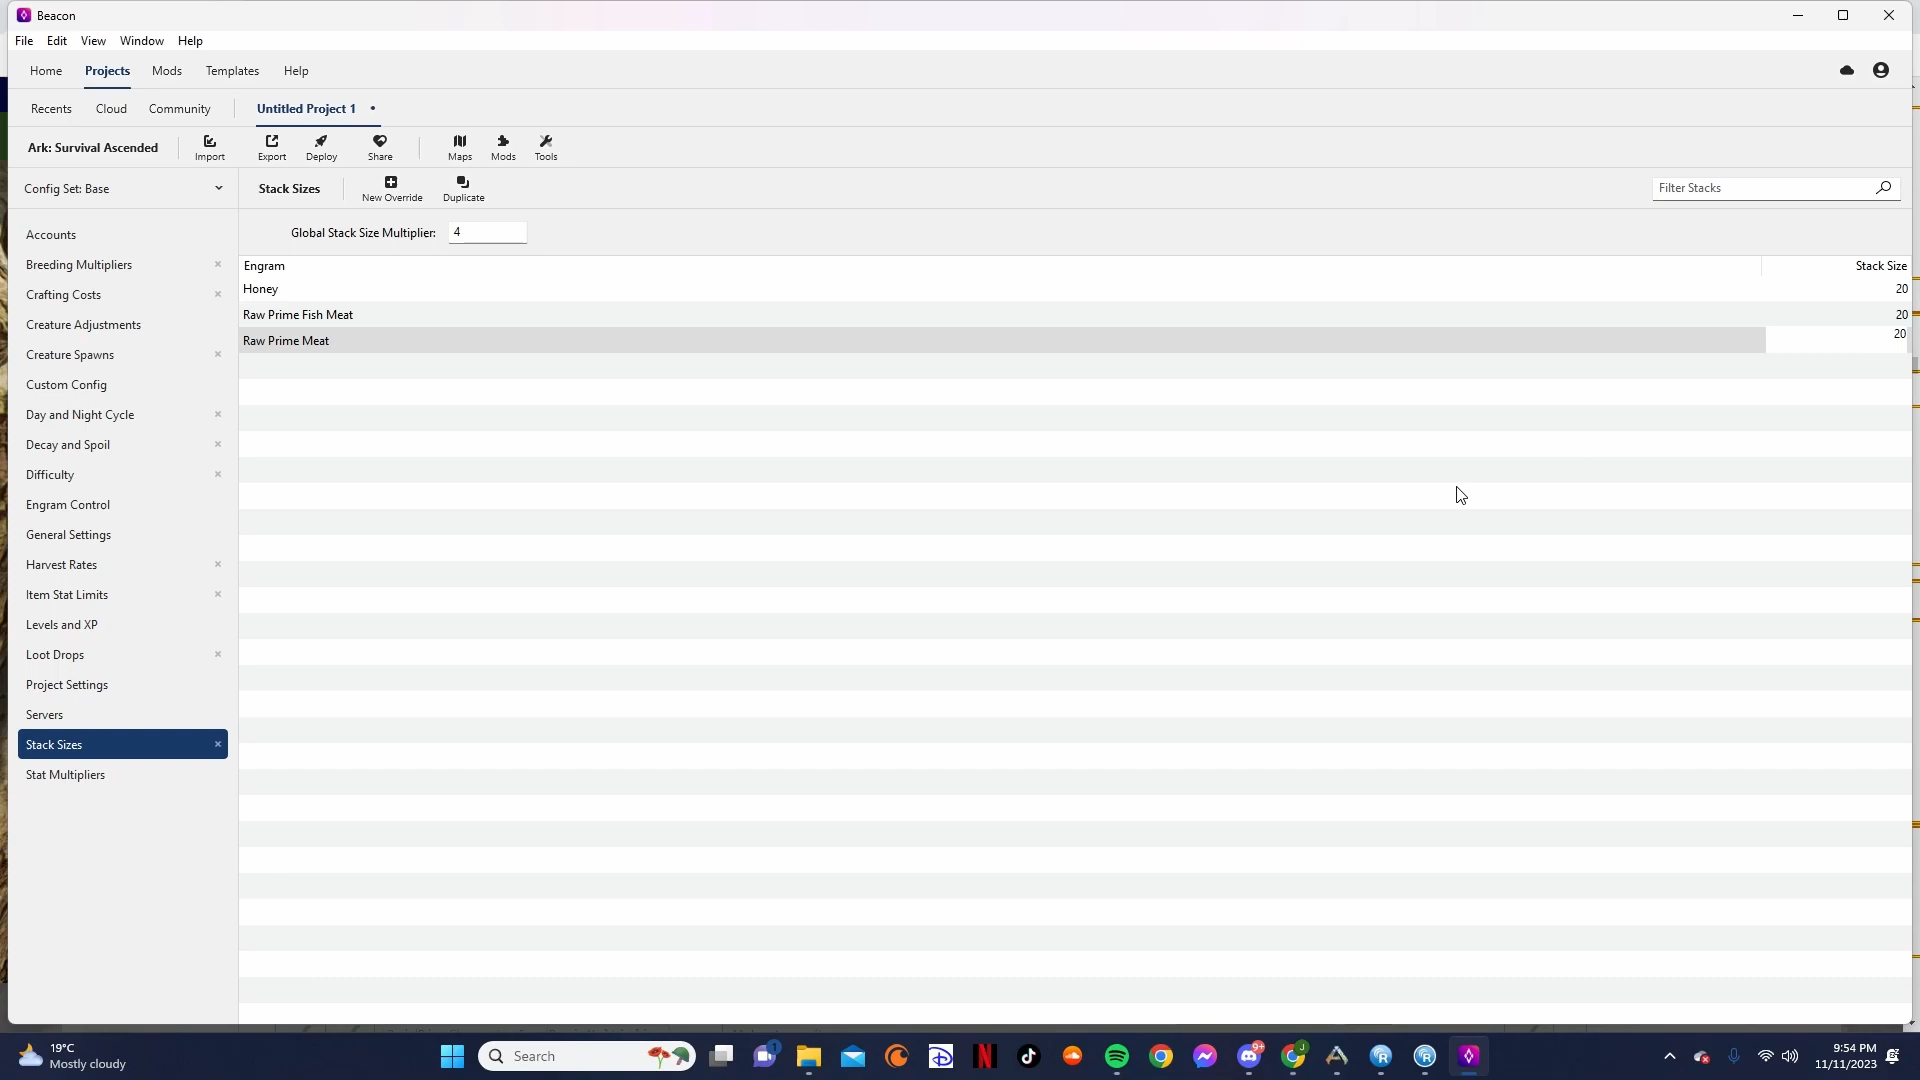 Beacon
File Edit View Window Help
Home Projects Mods Templates Help
Recents Cloud Community Untitled Project 1 •
Ark: Survival Ascended Import Export Deploy Share Maps Mods Tools
Config Set: Base Stack Sizes New Override Duplicate Filter Stacks
Global Stack Size Multiplier: 4
Accounts
Breeding Multipliers
Crafting Costs
Creature Adjustments
Creature Spawns
Custom Config
Day and Night Cycle
Decay and Spoil
Difficulty
Engram Control
General Settings
Harvest Rates
Item Stat Limits
Levels and XP
Loot Drops
Project Settings
Servers
Stack Sizes
Stat Multipliers
Engram Stack Size
Honey 20
Raw Prime Fish Meat 20
Raw Prime Meat 20
19°C
Mostly cloudy
Search
1
9+
J
9:54 PM
11/11/2023